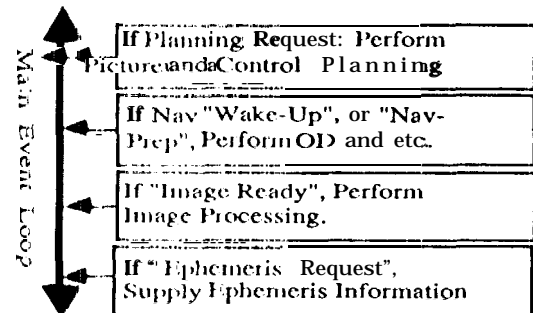 Main Event Loop
If Planning Request: Perform
Picture and a Control Planning
If Nav "Wake-Up", or "Nav-
Prep", Perform OD and etc.
If "Image Ready", Perform
Image Processing.
If "Ephemeris Request",
Supply Ephemeris Information